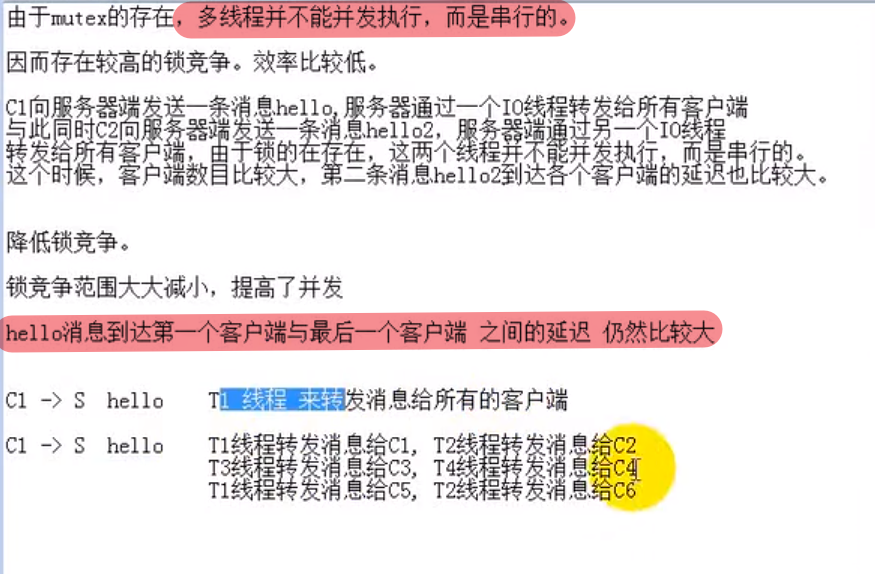 由于mutex的存在，多线程并不能并发执行，而是串行的。
因而存在较高的锁竞争。效率比较低。
C1向服务器端发送一条消息hello,服务器通过一个IO线程转发给所有客户端
与此同时C2向服务器端发送一条消息hello2，服务器端通过另一个IO线程
转发给所有客户端，由于锁的在存在，这两个线程并不能并发执行，而是串行的。
这个时候，客户端数目比较大，第二条消息hello2到达各个客户端的延迟也比较大。
降低锁竞争。
锁竞争范围大大减小，提高了并发
hello消息到达第一个客户端与最后一个客户端 之间的延迟 仍然比较大
C1 -> S hello T1 线程 来转发消息给所有的客户端
C1 -> S hello T1线程转发消息给C1, T2线程转发消息给C2
T3线程转发消息给C3, T4线程转发消息给C4
T1线程转发消息给C5, T2线程转发消息给C6